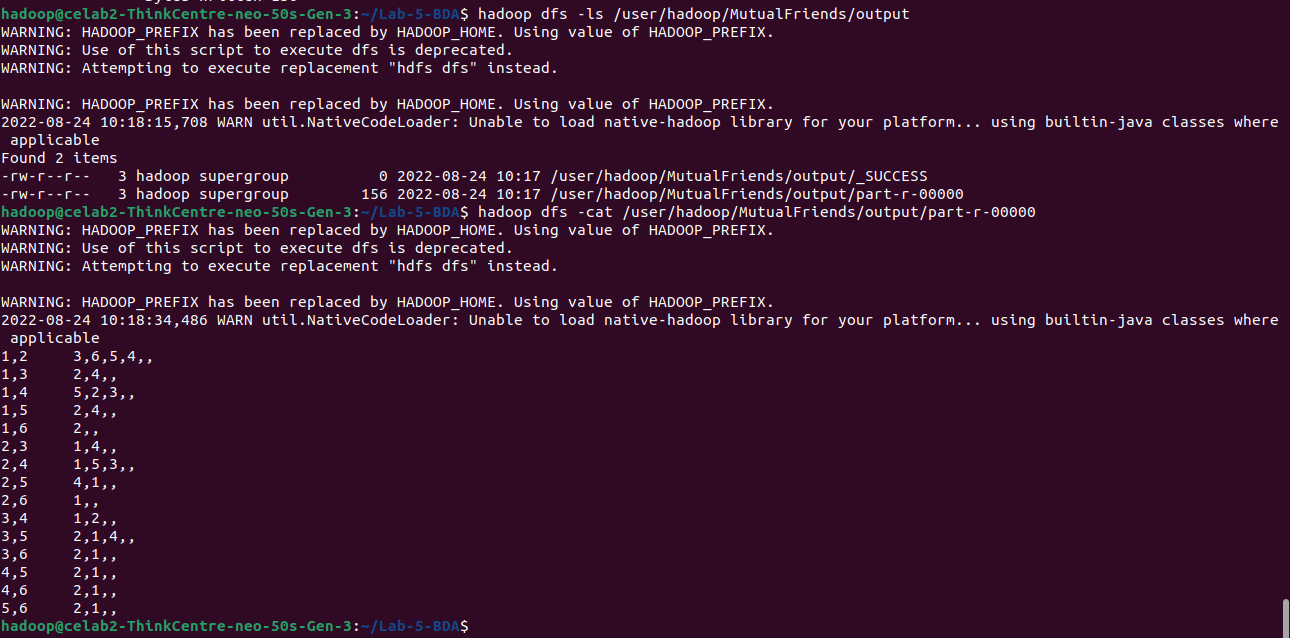 hadoop@celab2-ThinkCentre-neo-50s-Gen-3:~/Lab-5-BDA$ hadoop dfs -ls /user/hadoop/MutualFriends/output
WARNING: HADOOP_PREFIX has been replaced by HADOOP_HOME. Using value of HADOOP_PREFIX.
WARNING: Use of this script to execute dfs is deprecated.
WARNING: Attempting to execute replacement "hdfs dfs" instead.

WARNING: HADOOP_PREFIX has been replaced by HADOOP_HOME. Using value of HADOOP_PREFIX.
2022-08-24 10:18:15,708 WARN util.NativeCodeLoader: Unable to load native-hadoop library for your platform... using builtin-java classes where
 applicable
Found 2 items
-rw-r--r--   3 hadoop supergroup          0 2022-08-24 10:17 /user/hadoop/MutualFriends/output/_SUCCESS
-rw-r--r--   3 hadoop supergroup        156 2022-08-24 10:17 /user/hadoop/MutualFriends/output/part-r-00000
hadoop@celab2-ThinkCentre-neo-50s-Gen-3:~/Lab-5-BDA$ hadoop dfs -cat /user/hadoop/MutualFriends/output/part-r-00000
WARNING: HADOOP_PREFIX has been replaced by HADOOP_HOME. Using value of HADOOP_PREFIX.
WARNING: Use of this script to execute dfs is deprecated.
WARNING: Attempting to execute replacement "hdfs dfs" instead.

WARNING: HADOOP_PREFIX has been replaced by HADOOP_HOME. Using value of HADOOP_PREFIX.
2022-08-24 10:18:34,486 WARN util.NativeCodeLoader: Unable to load native-hadoop library for your platform... using builtin-java classes where
 applicable
1,2     3,6,5,4,,
1,3     2,4,,
1,4     5,2,3,,
1,5     2,4,,
1,6     2,,
2,3     1,4,,
2,4     1,5,3,,
2,5     4,1,,
2,6     1,,
3,4     1,2,,
3,5     2,1,4,,
3,6     2,1,,
4,5     2,1,,
4,6     2,1,,
5,6     2,1,,
hadoop@celab2-ThinkCentre-neo-50s-Gen-3:~/Lab-5-BDA$